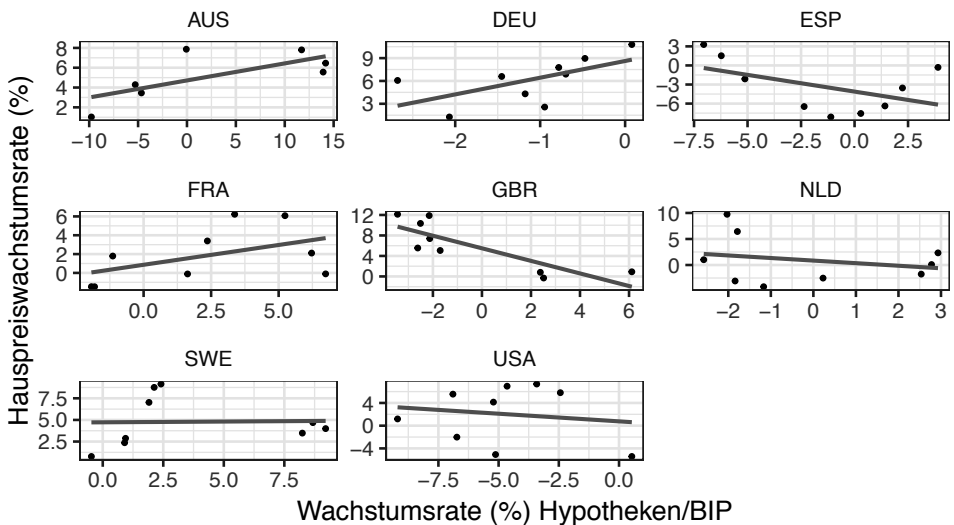 AUS DEU ESP
8
6
4
2
9
6
3
3
0
−3
−6
−10 −5 0 5 10 15
−2 −1 0
−7.5 −5.0 −2.5 0.0 2.5
FRA GBR NLD
6
4
2
0
12
8
4
0
10
5
0
0.0 2.5 5.0
−2 0 2 4 6
−2 −1 0 1 2 3
SWE USA
7.5
5.0
2.5
4
0
−4
0.0 2.5 5.0 7.5
−7.5 −5.0 −2.5 0.0
Hauspreiswachstumsrate (%)
Wachstumsrate (%) Hypotheken/BIP